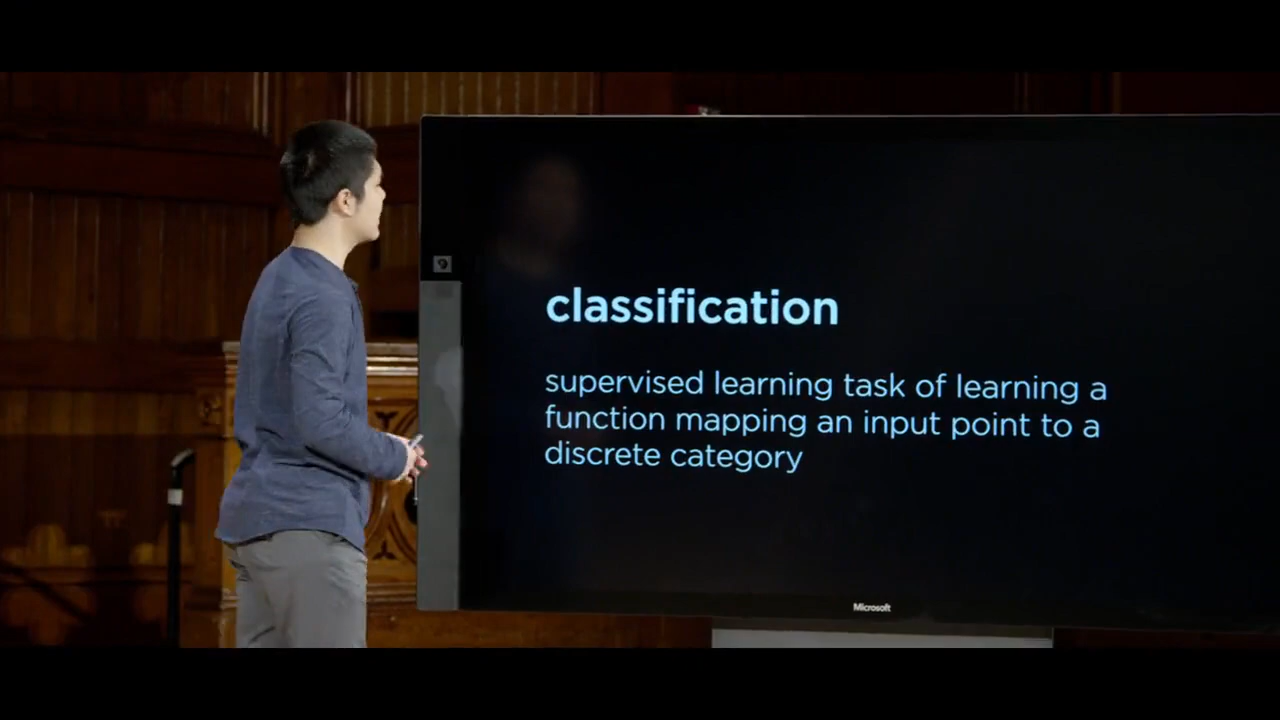 classification
supervised learning task of learning a
function mapping an input point to a
discrete category
Microsoft